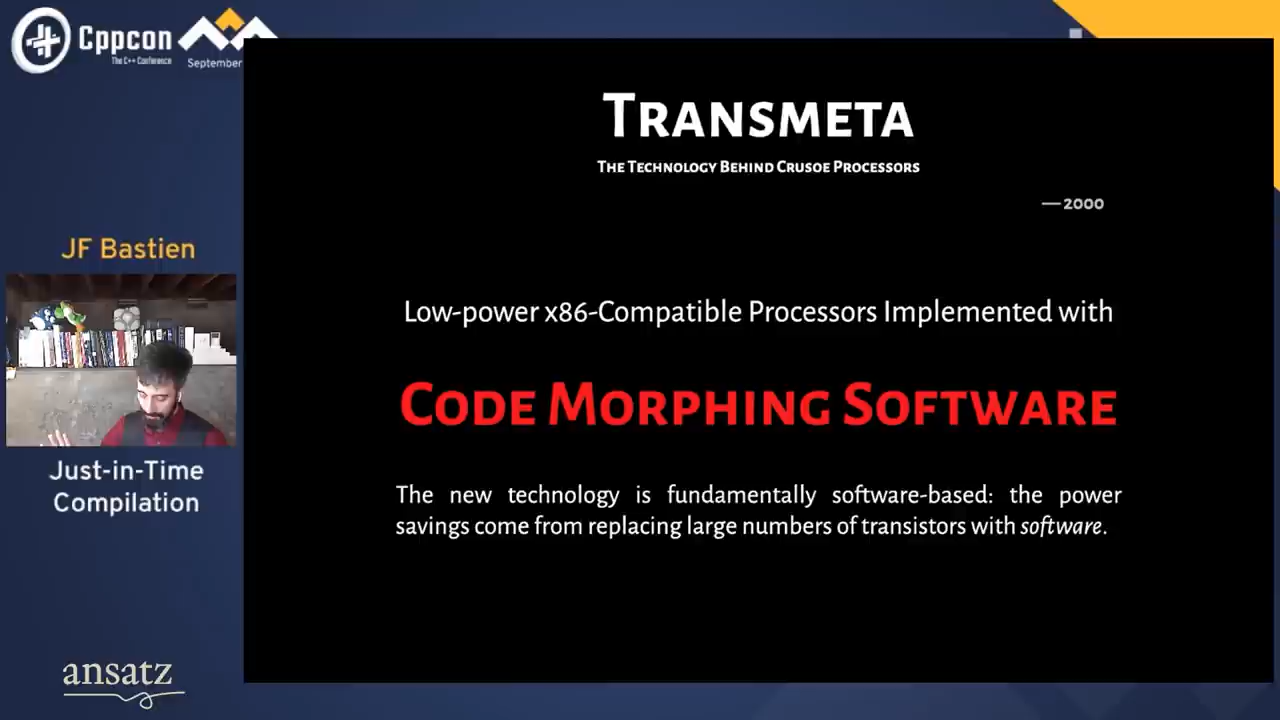 Cppcon
The C++ Conference
September
TRANSMETA
THE TECHNOLOGY BEHIND CRUSOE PROCESSORS
—2000
JF Bastien
Low-power x86-Compatible Processors Implemented with
CODE MORPHING SOFTWARE
Just-in-Time
Compilation
The new technology is fundamentally software-based: the power
savings come from replacing large numbers of transistors with software.
ansatz